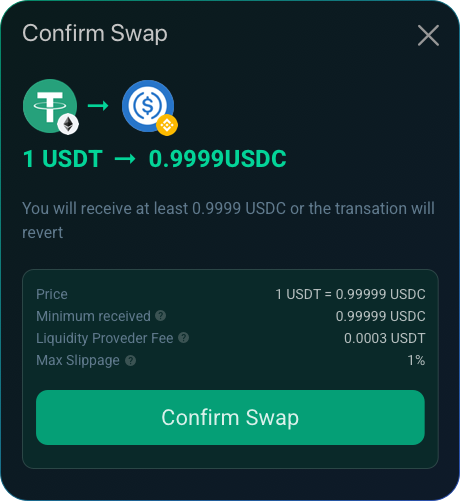 Confirm Swap
1 USDT → 0.9999USDC
You will receive at least 0.9999 USDC or the transation will
revert
Price 1 USDT = 0.99999 USDC
Minimum received ? 0.99999 USDC
Liquidity Proveder Fee ? 0.0003 USDT
Max Slippage ? 1%
Confirm Swap